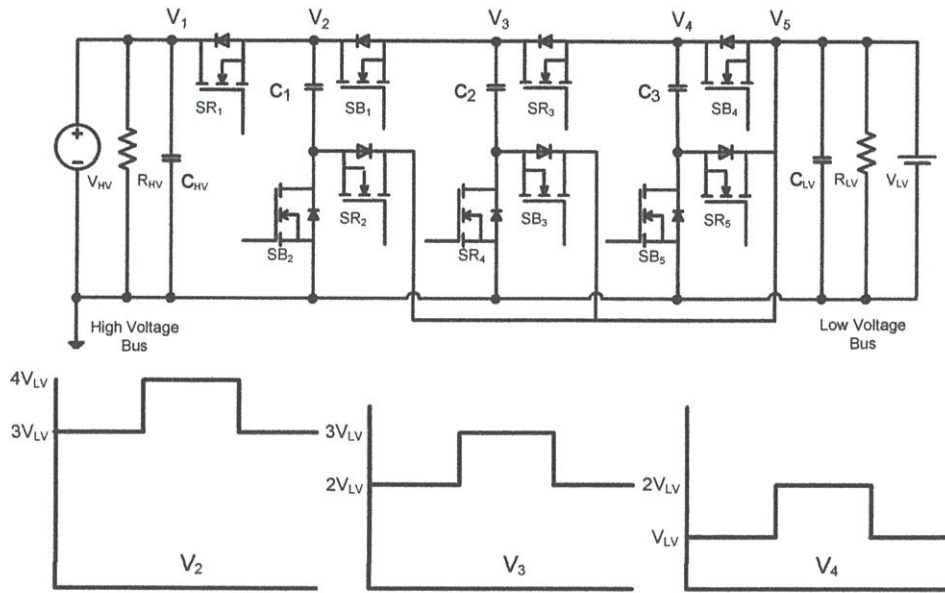 V1 V2 V3 V4 V5
C1 C2 C3
SR1 SB1 SR3 SB4
VHV RHV CHV CLV RLV VLV
SR2 SB3 SR5
SB2 SR4 SB5
High Voltage
Bus
Low Voltage
Bus
4VLV
3VLV
V2
3VLV
2VLV
V3
2VLV
VLV
V4